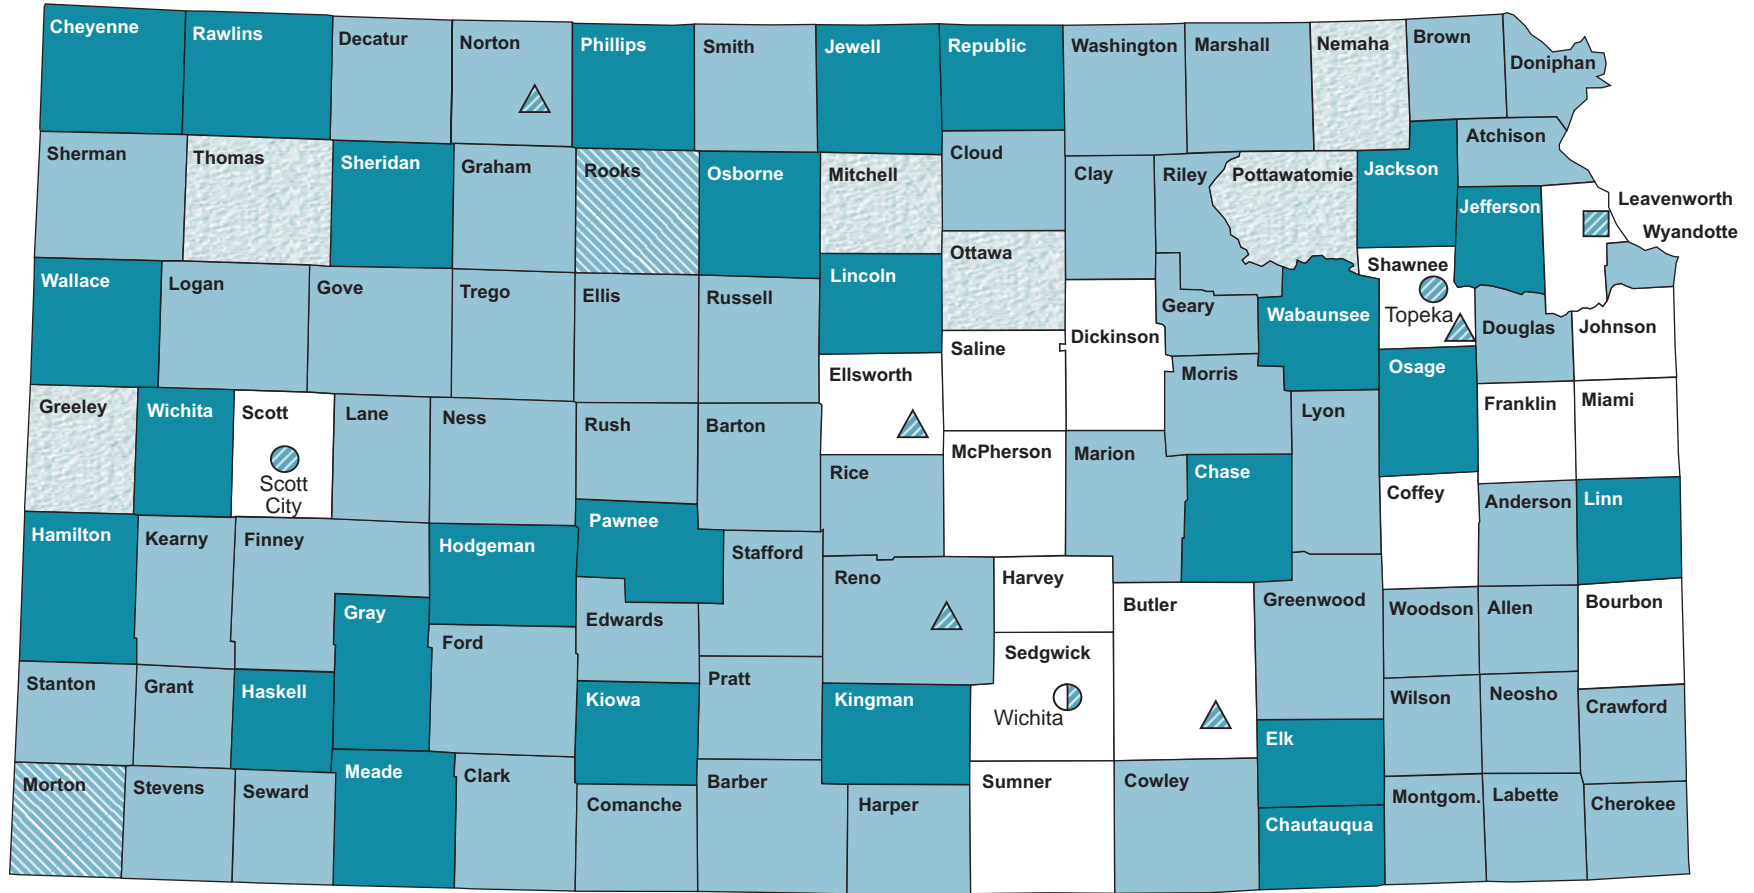 Cheyenne
Rawlins
Decatur
Norton
Phillips
Smith
Jewell
Republic
Washington
Marshall
Nemaha
Brown
Doniphan
Sherman
Thomas
Sheridan
Graham
Rooks
Osborne
Mitchell
Cloud
Clay
Riley
Pottawatomie
Jackson
Atchison
Jefferson
Leavenworth
Wyandotte
Wallace
Logan
Gove
Trego
Ellis
Russell
Lincoln
Ottawa
Saline
Dickinson
Geary
Wabaunsee
Shawnee
Topeka
Douglas
Johnson
Greeley
Wichita
Scott
Scott
City
Lane
Ness
Rush
Barton
Ellsworth
Rice
McPherson
Marion
Morris
Chase
Lyon
Osage
Franklin
Miami
Coffey
Anderson
Linn
Hamilton
Kearny
Finney
Hodgeman
Pawnee
Stafford
Reno
Harvey
Butler
Greenwood
Woodson
Allen
Bourbon
Gray
Ford
Edwards
Sedgwick
Wichita
Stanton
Grant
Haskell
Kiowa
Pratt
Kingman
Elk
Wilson
Neosho
Crawford
Morton
Stevens
Seward
Meade
Clark
Comanche
Barber
Harper
Sumner
Cowley
Chautauqua
Montgom.
Labette
Cherokee